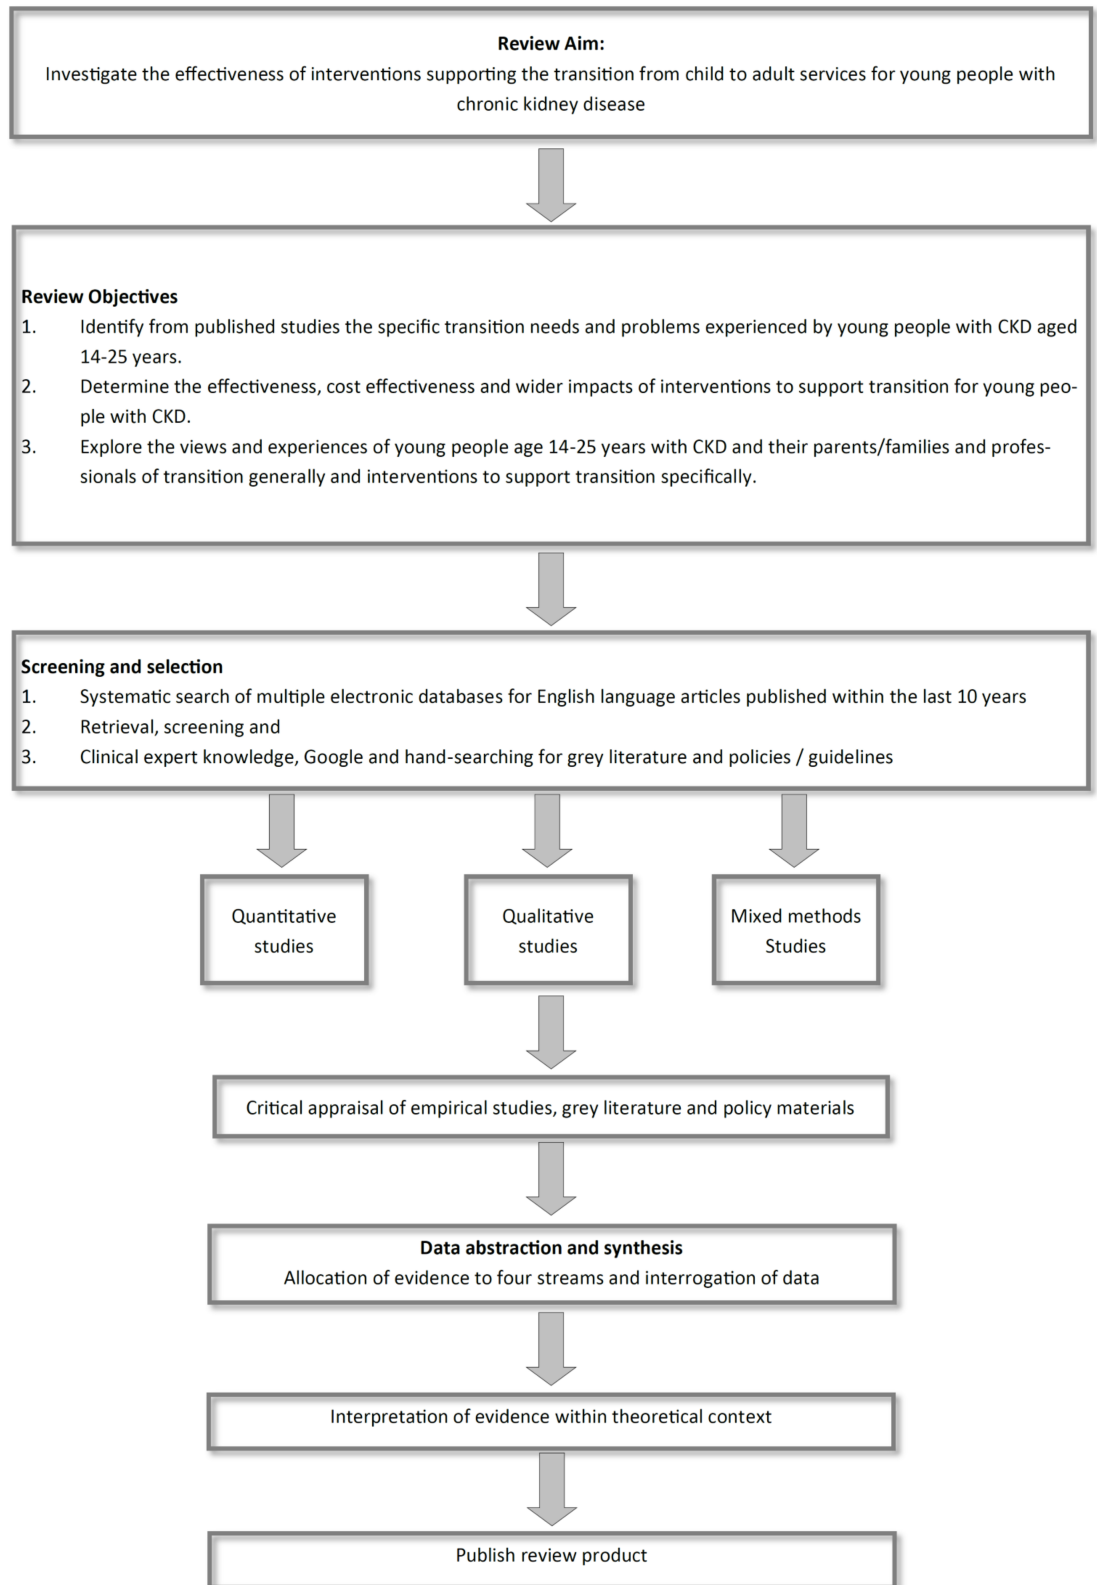 Review Aim:
Investigate the effectiveness of interventions supporting the transition from child to adult services for young people with
chronic kidney disease
Review Objectives
1. Identify from published studies the specific transition needs and problems experienced by young people with CKD aged
14-25 years.
2. Determine the effectiveness, cost effectiveness and wider impacts of interventions to support transition for young peo-
ple with CKD.
3. Explore the views and experiences of young people age 14-25 years with CKD and their parents/families and profes-
sionals of transition generally and interventions to support transition specifically.
Screening and selection
1. Systematic search of multiple electronic databases for English language articles published within the last 10 years
2. Retrieval, screening and
3. Clinical expert knowledge, Google and hand-searching for grey literature and policies / guidelines
Quantitative
studies
Qualitative
studies
Mixed methods
Studies
Critical appraisal of empirical studies, grey literature and policy materials
Data abstraction and synthesis
Allocation of evidence to four streams and interrogation of data
Interpretation of evidence within theoretical context
Publish review product